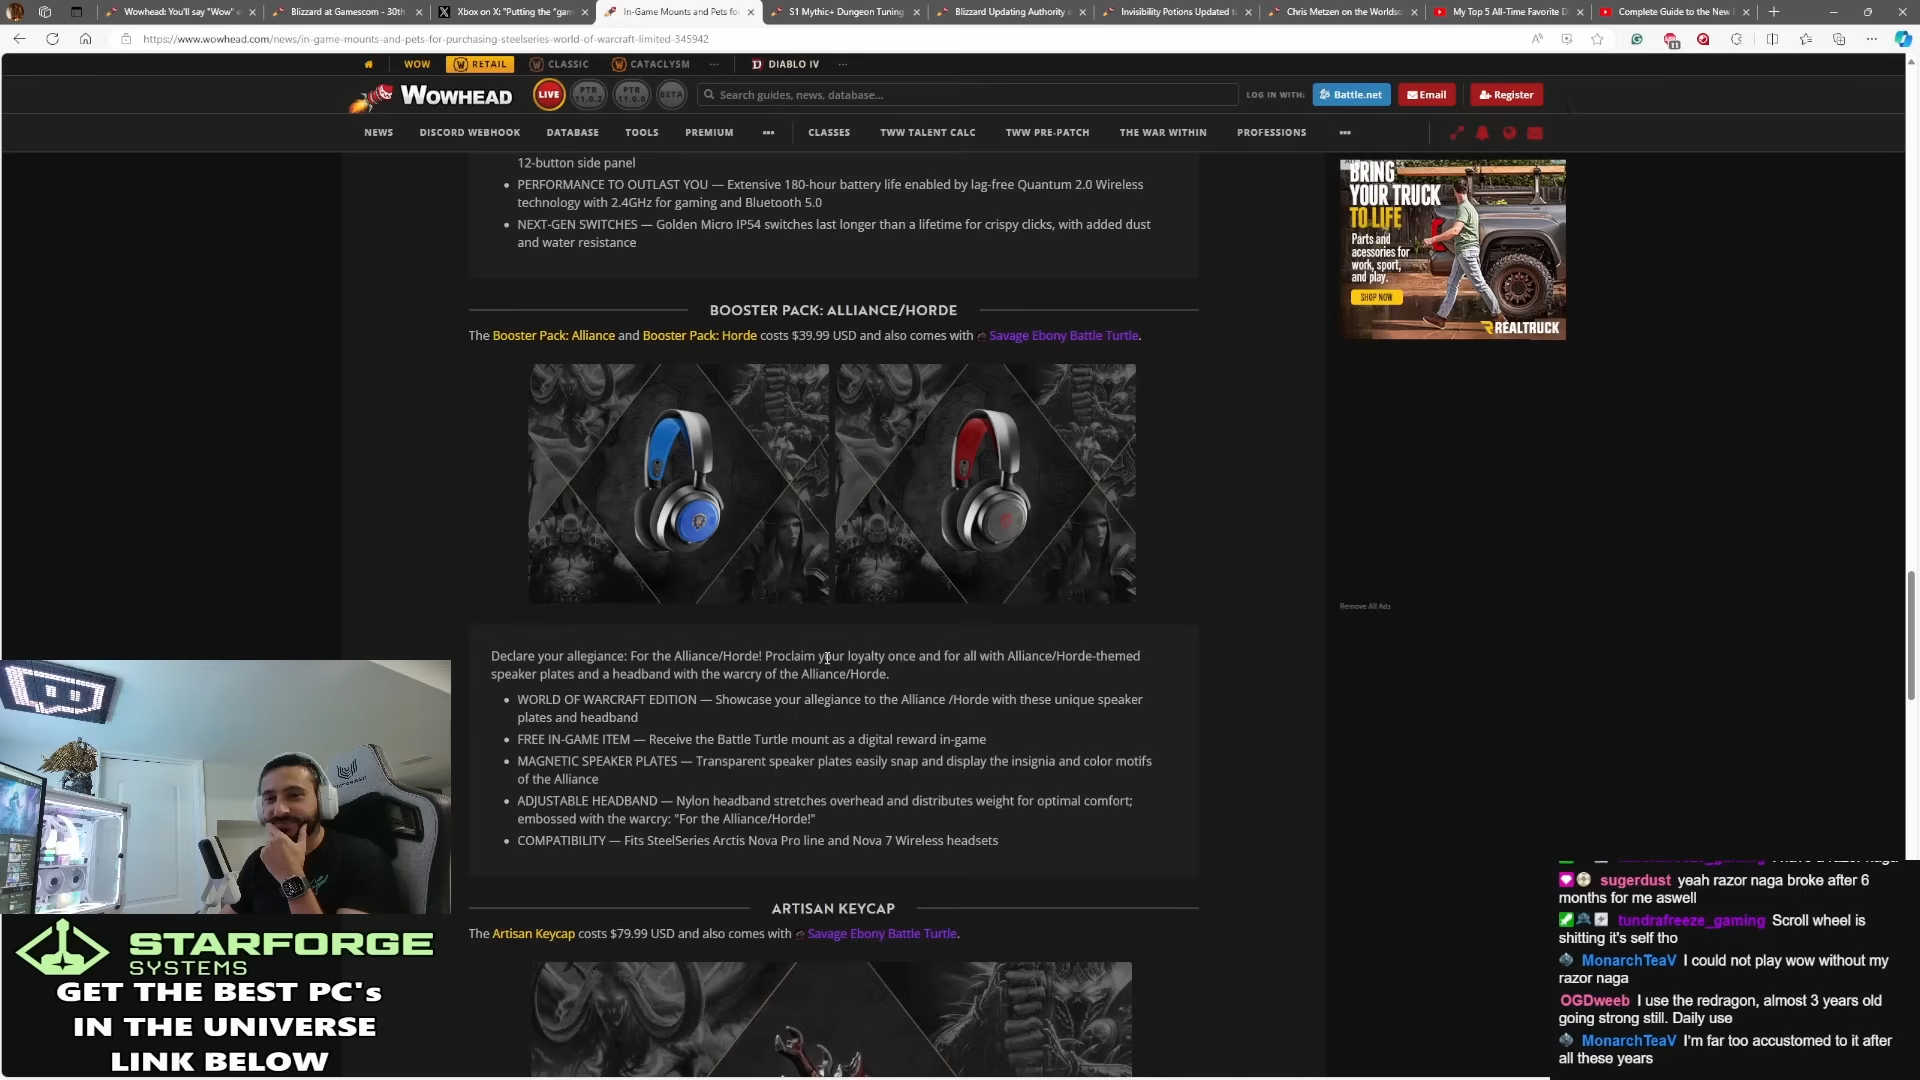 Wowhead: You'll say "Wow" e
Blizzard at Gamescom - 30th
Xbox on X: "Putting the "gam
In-Game Mounts and Pets for
S1 Mythic+ Dungeon Tuning
Blizzard Updating Authority o
Invisibility Potions Updated t
Chris Metzen on the Worldso
My Top 5 All-Time Favorite D
Complete Guide to the New I
https://www.wowhead.com/news/in-game-mounts-and-pets-for-purchasing-steelseries-world-of-warcraft-limited-345942
11
WOW
RETAIL
CLASSIC
CATACLYSM
DIABLO IV
WOWHEAD
LIVE
PTR 11.0.2
PTR 11.0.0
BETA
Search guides, news, database...
LOG IN WITH:
Battle.net
Email
Register
NEWS
DISCORD WEBHOOK
DATABASE
TOOLS
PREMIUM
CLASSES
TWW TALENT CALC
TWW PRE-PATCH
THE WAR WITHIN
PROFESSIONS
12-button side panel
PERFORMANCE TO OUTLAST YOU — Extensive 180-hour battery life enabled by lag-free Quantum 2.0 Wireless
technology with 2.4GHz for gaming and Bluetooth 5.0
NEXT-GEN SWITCHES — Golden Micro IP54 switches last longer than a lifetime for crispy clicks, with added dust
and water resistance
BRING
YOUR TRUCK
TO LIFE
Parts and
acessories for
work, sport,
and play.
SHOP NOW
REALTRUCK
BOOSTER PACK: ALLIANCE/HORDE
The Booster Pack: Alliance and Booster Pack: Horde costs $39.99 USD and also comes with Savage Ebony Battle Turtle.
Remove All Ads
Declare your allegiance: For the Alliance/Horde! Proclaim your loyalty once and for all with Alliance/Horde-themed
speaker plates and a headband with the warcry of the Alliance/Horde.
WORLD OF WARCRAFT EDITION — Showcase your allegiance to the Alliance /Horde with these unique speaker
plates and headband
FREE IN-GAME ITEM — Receive the Battle Turtle mount as a digital reward in-game
MAGNETIC SPEAKER PLATES — Transparent speaker plates easily snap and display the insignia and color motifs
of the Alliance
ADJUSTABLE HEADBAND — Nylon headband stretches overhead and distributes weight for optimal comfort;
embossed with the warcry: "For the Alliance/Horde!"
COMPATIBILITY — Fits SteelSeries Arctis Nova Pro line and Nova 7 Wireless headsets
ARTISAN KEYCAP
The Artisan Keycap costs $79.99 USD and also comes with Savage Ebony Battle Turtle.
STARFORGE
SYSTEMS
GET THE BEST PC's
IN THE UNIVERSE
LINK BELOW
sugerdust yeah razor naga broke after 6
months for me aswell
tundrafreeze_gaming Scroll wheel is
shitting it's self tho
MonarchTeaV I could not play wow without my
razor naga
OGDweeb I use the redragon, almost 3 years old
going strong still. Daily use
MonarchTeaV I'm far too accustomed to it after
all these years